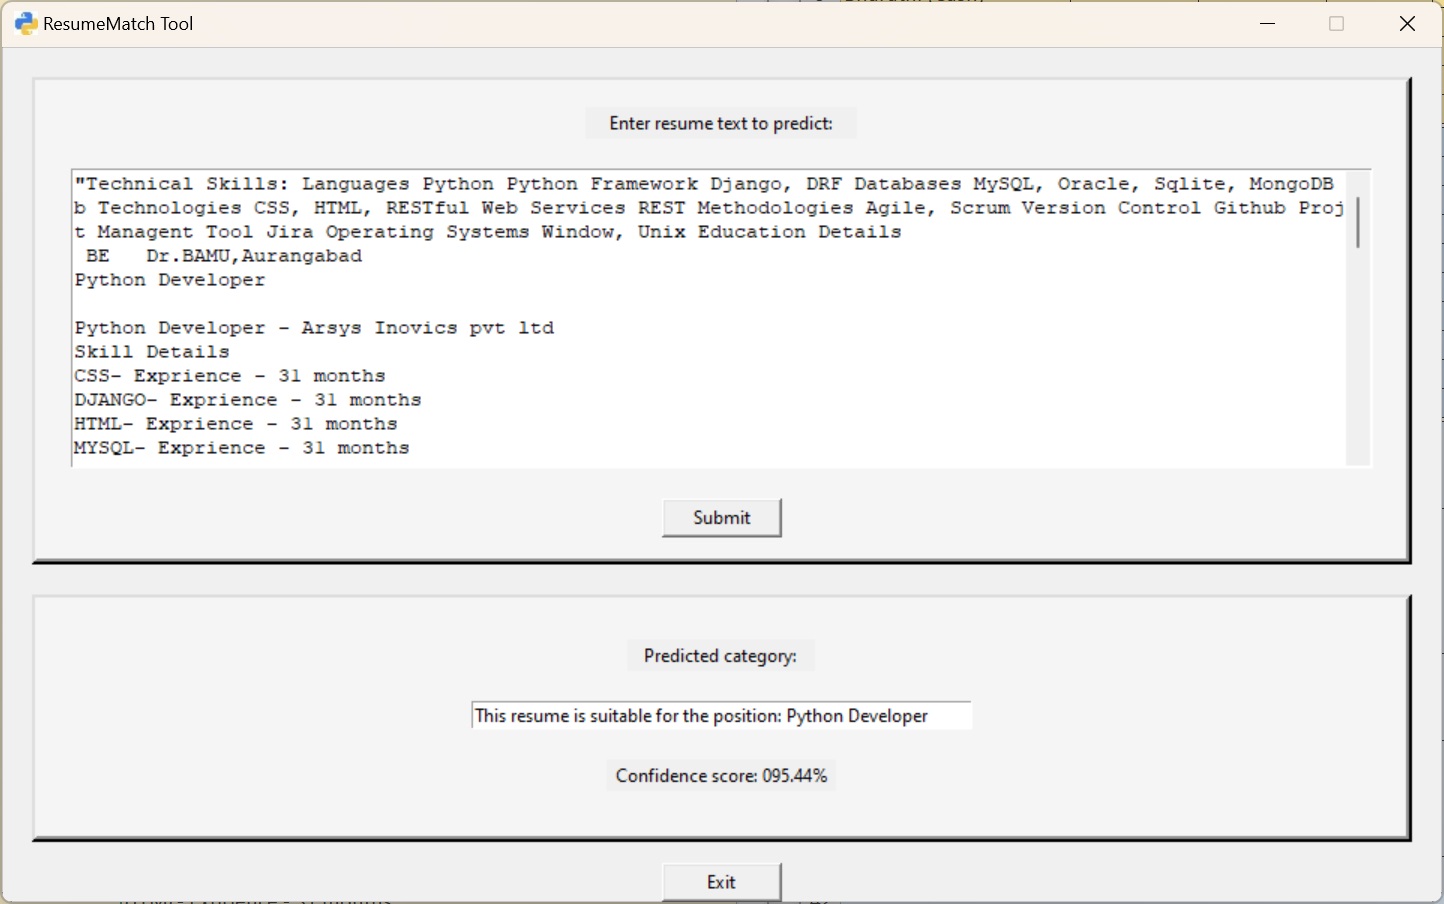 ResumeMatch Tool
Enter resume text to predict:
"Technical Skills: Languages Python Python Framework Django, DRF Databases MySQL, Oracle, Sqlite, MongoDB
b Technologies CSS, HTML, RESTful Web Services REST Methodologies Agile, Scrum Version Control Github Proj
t Managent Tool Jira Operating Systems Window, Unix Education Details
BE Dr.BAMU,Aurangabad
Python Developer
Python Developer - Arsys Inovics pvt ltd
Skill Details
CSS- Exprience - 31 months
DJANGO- Exprience - 31 months
HTML- Exprience - 31 months
MYSQL- Exprience - 31 months
Submit
Predicted category:
This resume is suitable for the position: Python Developer
Confidence score: 095.44%
Exit